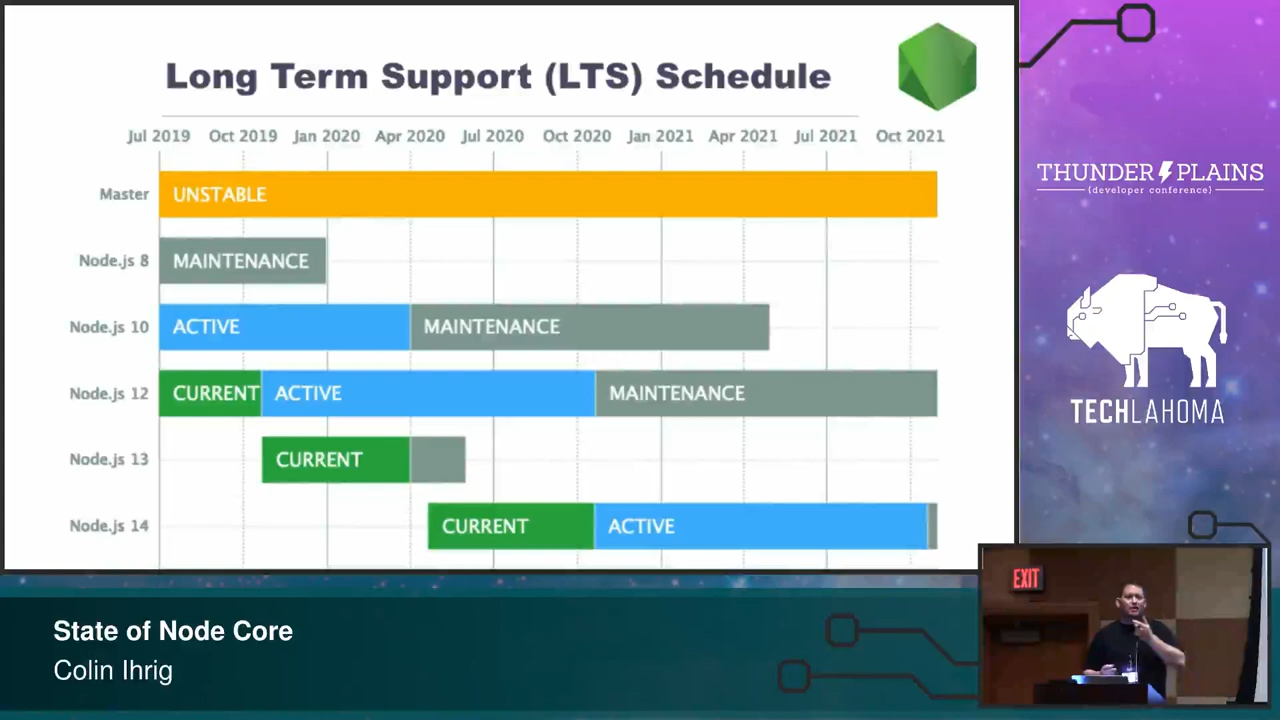 Long Term Support (LTS) Schedule
Jul 2019 Oct 2019 Jan 2020 Apr 2020 Jul 2020 Oct 2020 Jan 2021 Apr 2021 Jul 2021 Oct 2021
Master UNSTABLE
Node.js 8 MAINTENANCE
Node.js 10 ACTIVE MAINTENANCE
Node.js 12 CURRENT ACTIVE MAINTENANCE
Node.js 13 CURRENT
Node.js 14 CURRENT ACTIVE
THUNDER PLAINS
{developer conference}
TECHLAHOMA
EXIT
State of Node Core
Colin Ihrig